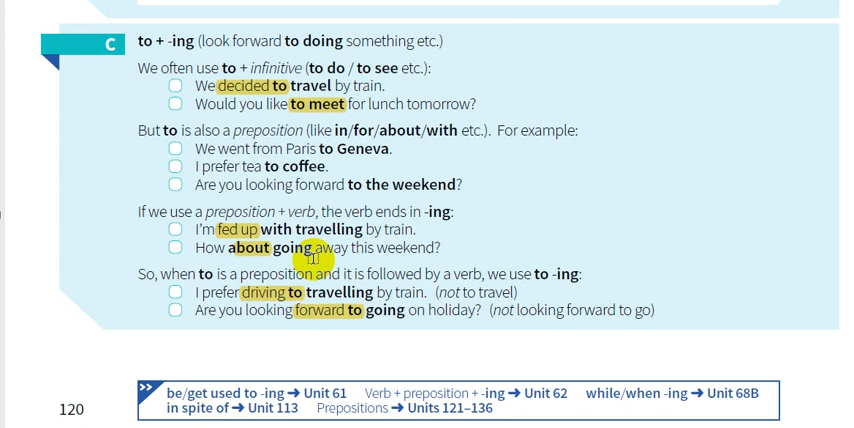 C
to + -ing (look forward to doing something etc.)
We often use to + infinitive (to do / to see etc.):
We decided to travel by train.
Would you like to meet for lunch tomorrow?
But to is also a preposition (like in/for/about/with etc.). For example:
We went from Paris to Geneva.
I prefer tea to coffee.
Are you looking forward to the weekend?
If we use a preposition + verb, the verb ends in -ing:
I'm fed up with travelling by train.
How about going away this weekend?
So, when to is a preposition and it is followed by a verb, we use to -ing:
I prefer driving to travelling by train. (not to travel)
Are you looking forward to going on holiday? (not looking forward to go)
120
>> be/get used to -ing ➜ Unit 61 Verb + preposition + -ing ➜ Unit 62 while/when -ing ➜ Unit 68B
in spite of ➜ Unit 113 Prepositions ➜ Units 121–136